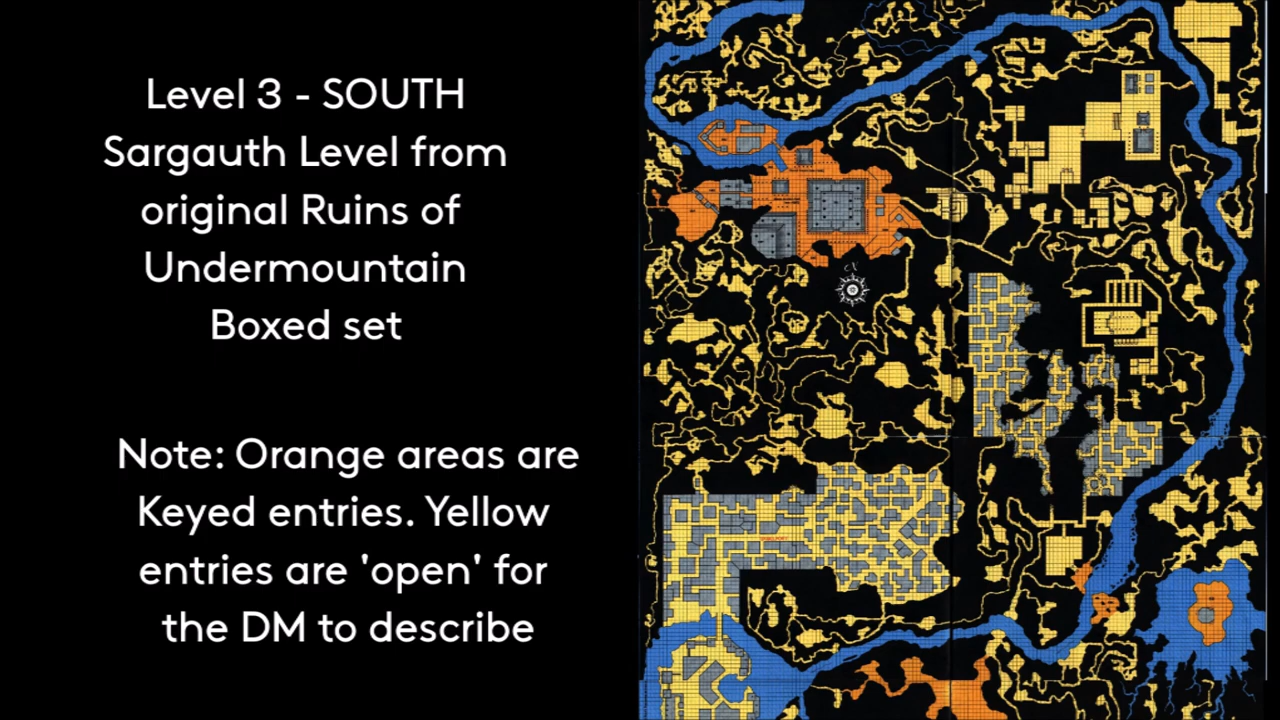 Level 3 - SOUTH
Sargauth Level from
original Ruins of
Undermountain
Boxed set
Note: Orange areas are
Keyed entries. Yellow
entries are 'open' for
the DM to describe